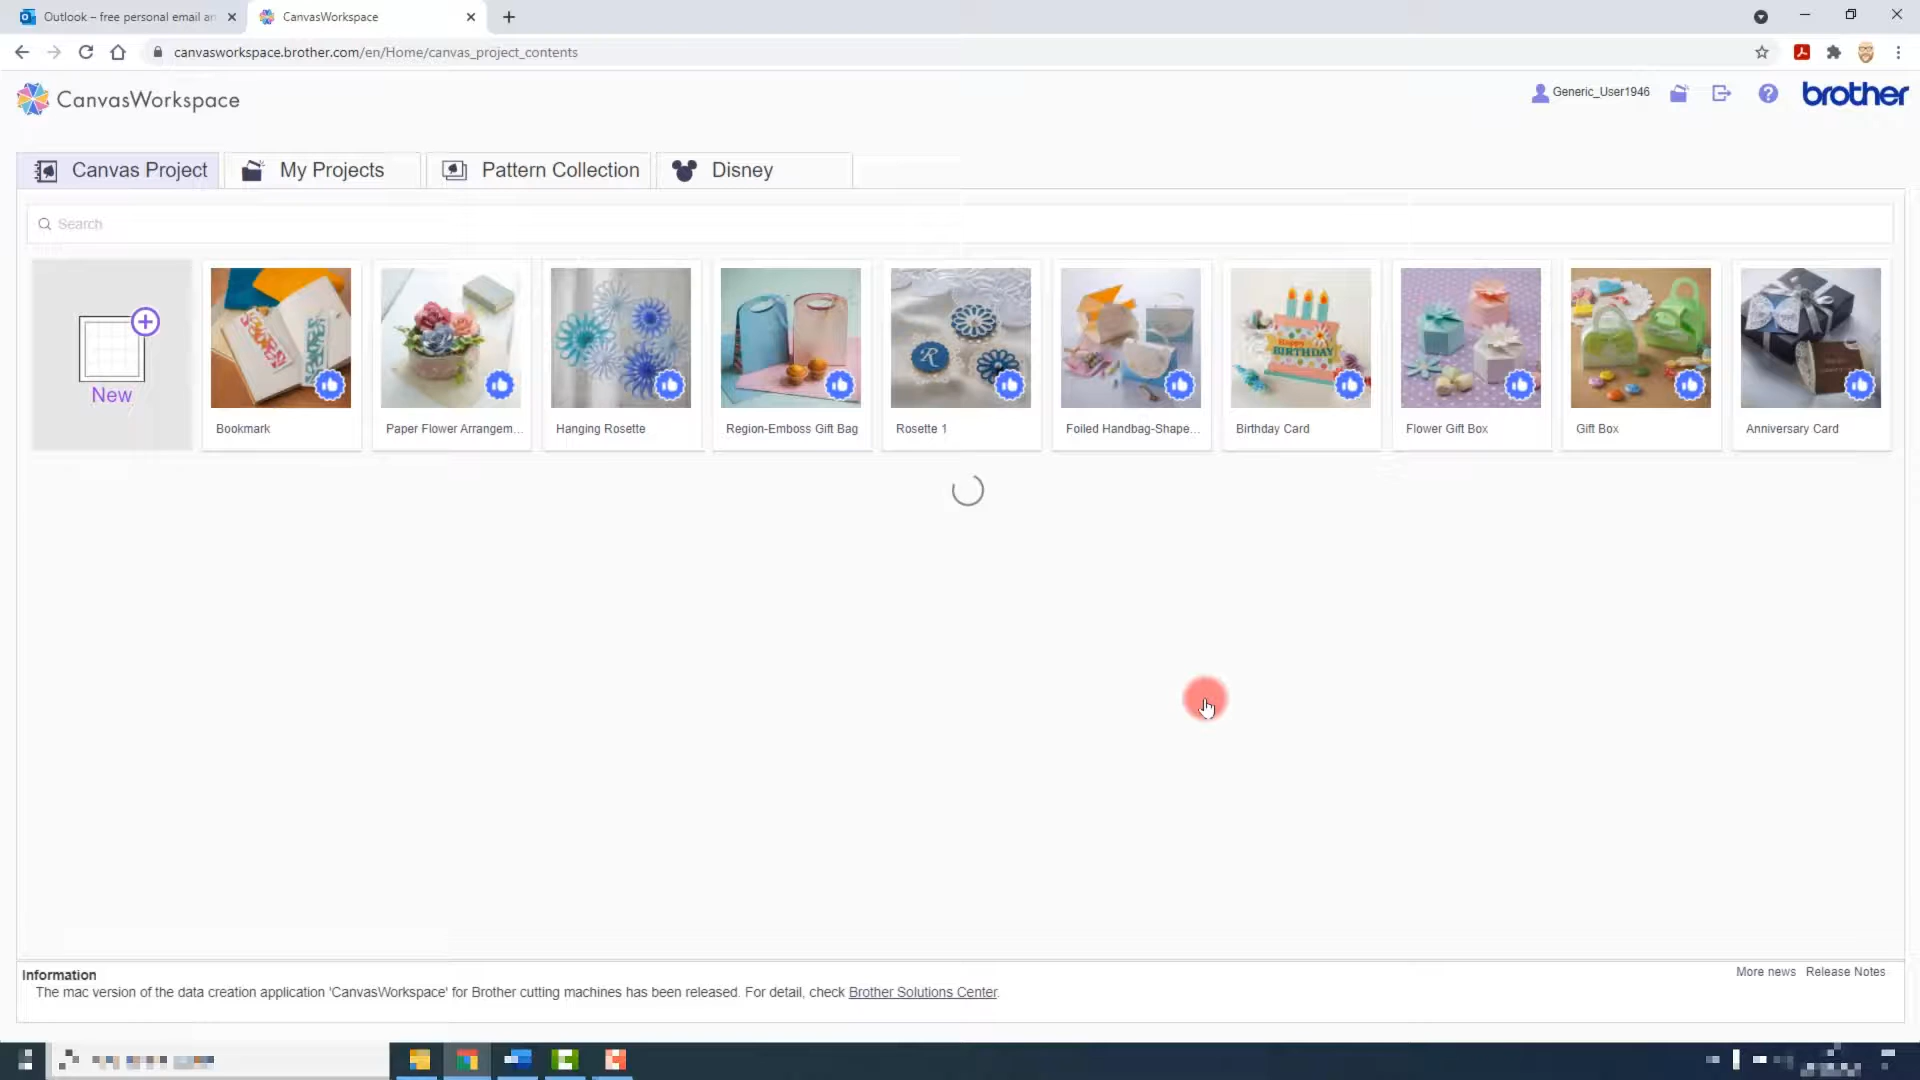 Outlook – free personal email an
CanvasWorkspace
canvasworkspace.brother.com/en/Home/canvas_project_contents
CanvasWorkspace
Generic_User1946
brother
Canvas Project
My Projects
Pattern Collection
Disney
Search
New
Bookmark
Paper Flower Arrangem...
Hanging Rosette
Region-Emboss Gift Bag
Rosette 1
Foiled Handbag-Shape...
Happy
BIRTHDAY
Birthday Card
Flower Gift Box
Gift Box
Anniversary Card
Information
More news Release Notes
The mac version of the data creation application 'CanvasWorkspace' for Brother cutting machines has been released. For detail, check Brother Solutions Center.